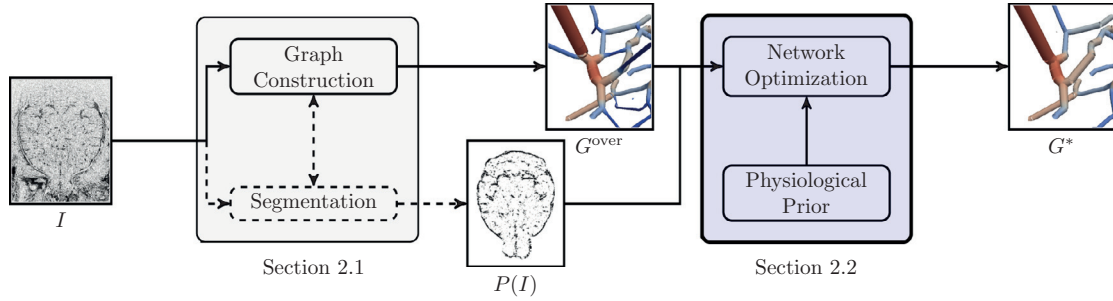 Graph
Construction
Segmentation
Section 2.1
I
G^over
P(I)
Network
Optimization
Physiological
Prior
Section 2.2
G*